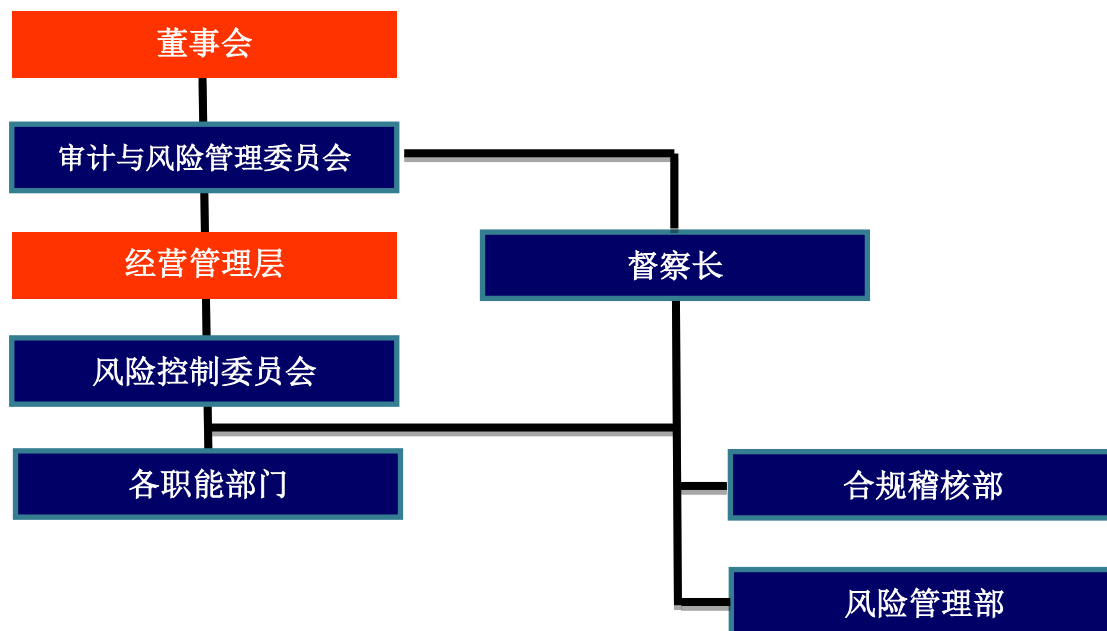 董事会
审计与风险管理委员会
经营管理层
督察长
风险控制委员会
各职能部门
合规稽核部
风险管理部